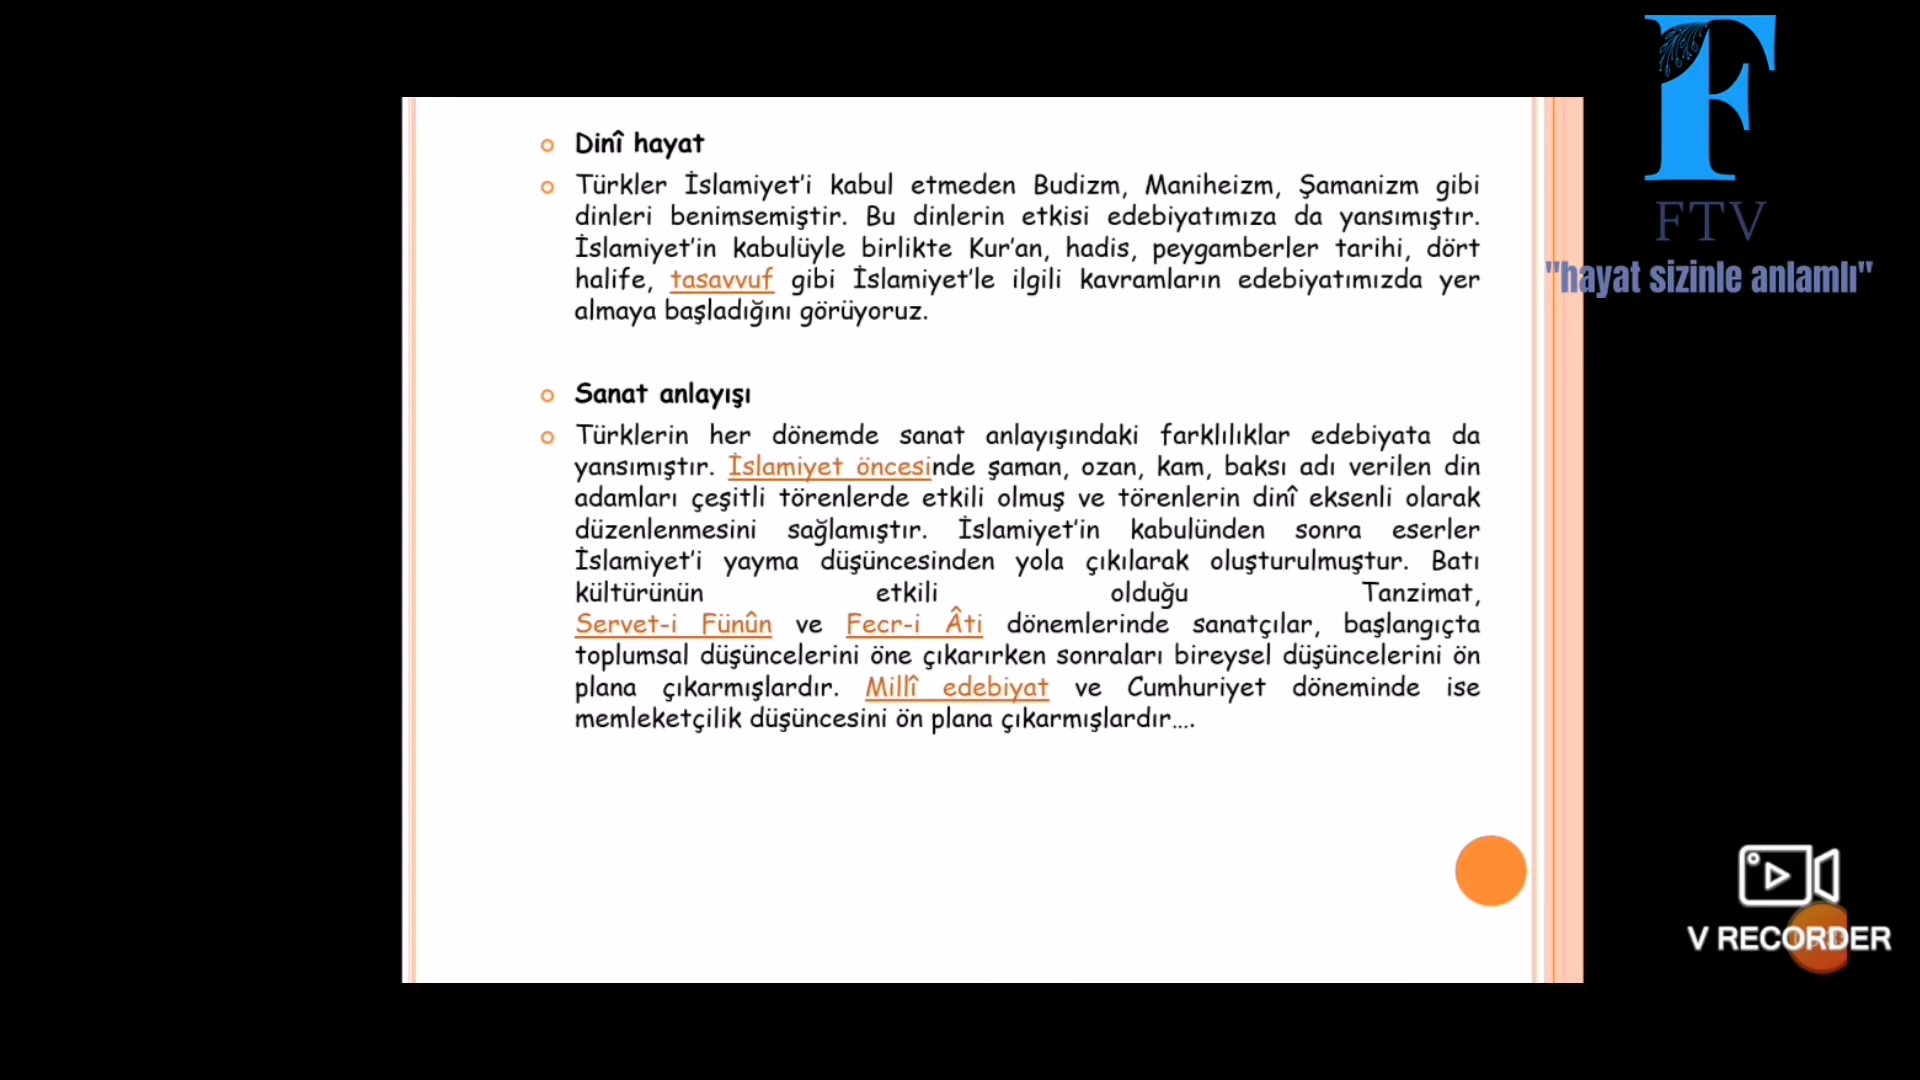 Dinî hayat
Türkler İslamiyet'i kabul etmeden Budizm, Maniheizm, Şamanizm gibi
dinleri benimsemiştir. Bu dinlerin etkisi edebiyatımıza da yansımıştır.
İslamiyet'in kabulüyle birlikte Kur'an, hadis, peygamberler tarihi, dört
halife, tasavvuf gibi İslamiyet'le ilgili kavramların edebiyatımızda yer
almaya başladığını görüyoruz.
Sanat anlayışı
Türklerin her dönemde sanat anlayışındaki farklılıklar edebiyata da
yansımıştır. İslamiyet öncesinde şaman, ozan, kam, baksı adı verilen din
adamları çeşitli törenlerde etkili olmuş ve törenlerin dinî eksenli olarak
düzenlenmesini sağlamıştır. İslamiyet'in kabulünden sonra eserler
İslamiyet'i yayma düşüncesinden yola çıkılarak oluşturulmuştur. Batı
kültürünün etkili olduğu Tanzimat,
Servet-i Fünûn ve Fecr-i Âti dönemlerinde sanatçılar, başlangıçta
toplumsal düşüncelerini öne çıkarırken sonraları bireysel düşüncelerini ön
plana çıkarmışlardır. Millî edebiyat ve Cumhuriyet döneminde ise
memleketçilik düşüncesini ön plana çıkarmışlardır….
F
FTV
"hayat sizinle anlamlı"
V RECORDER